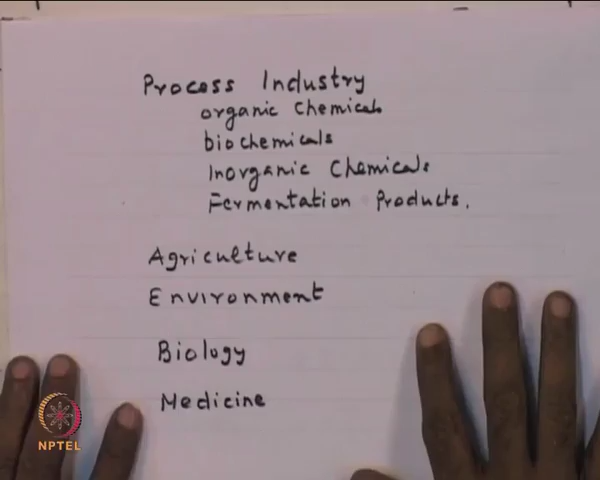 Process Industry
organic Chemicals
biochemicals
Inorganic Chemicals
Fermentation Products.
Agriculture
Environment
Biology
Medicine
NPTEL